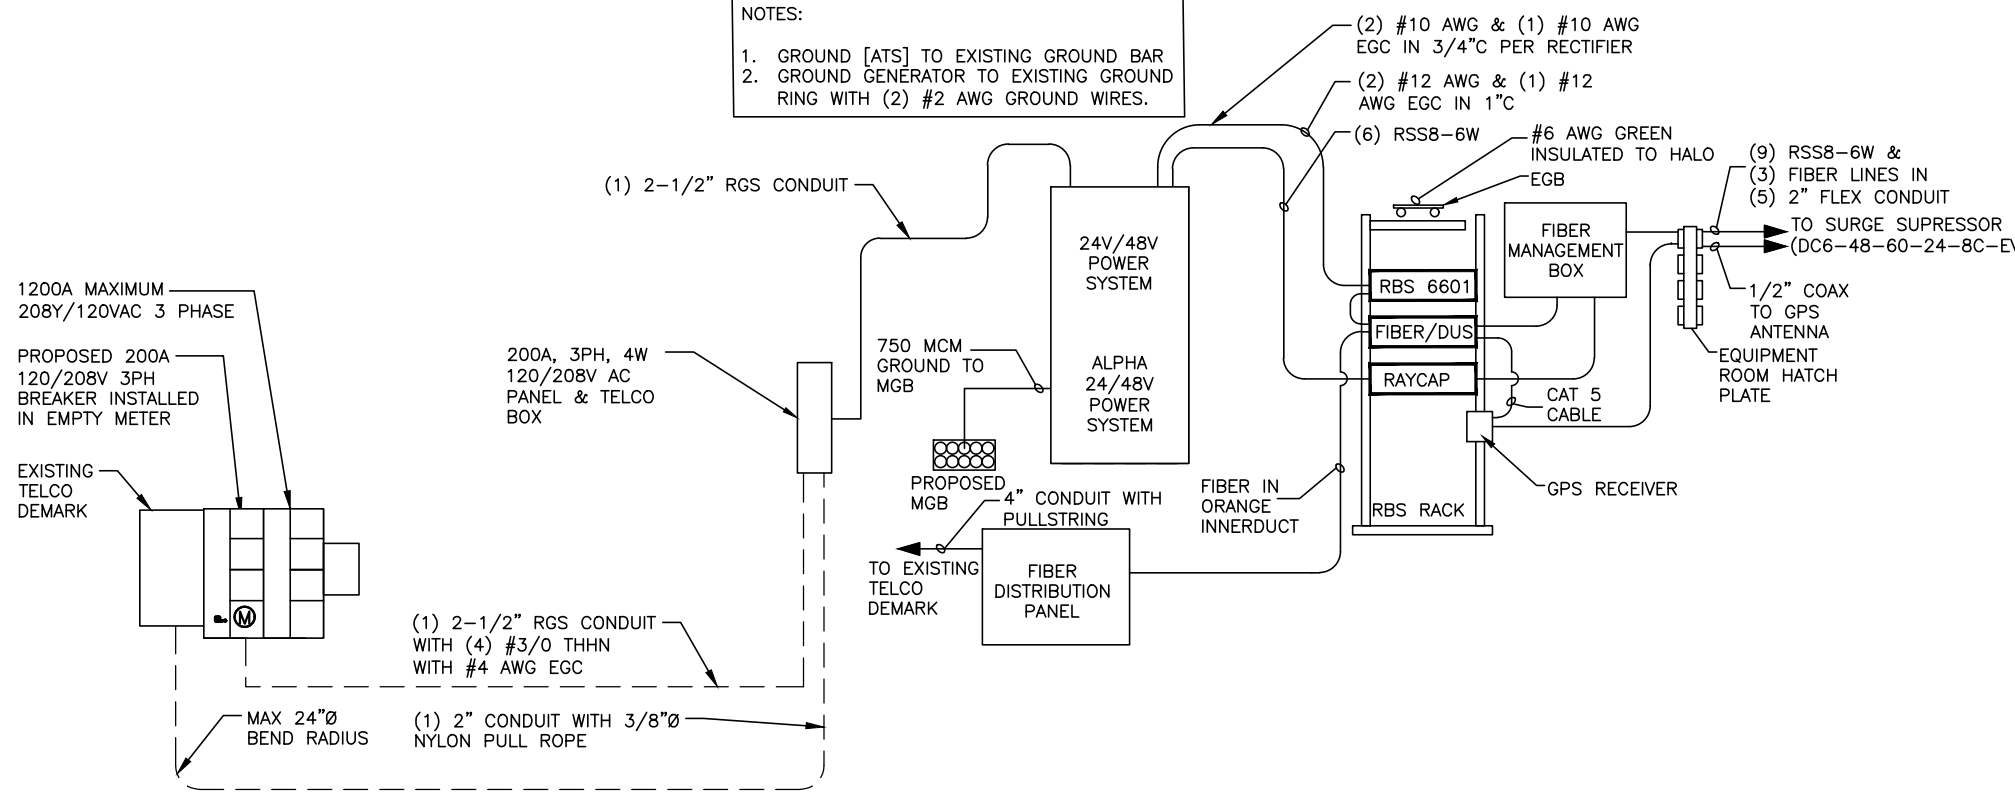 NOTES:
1. GROUND [ATS] TO EXISTING GROUND BAR
2. GROUND GENERATOR TO EXISTING GROUND
RING WITH (2) #2 AWG GROUND WIRES.
(2) #10 AWG & (1) #10 AWG
EGC IN 3/4"C PER RECTIFIER
(2) #12 AWG & (1) #12
AWG EGC IN 1"C
(6) RSS8-6W
#6 AWG GREEN
INSULATED TO HALO
EGB
(9) RSS8-6W &
(3) FIBER LINES IN
(5) 2" FLEX CONDUIT
TO SURGE SUPRESSOR
(DC6-48-60-24-8C-EV
(1) 2-1/2" RGS CONDUIT
24V/48V
POWER
SYSTEM
ALPHA
24/48V
POWER
SYSTEM
FIBER
MANAGEMENT
BOX
RBS 6601
FIBER/DUS
RAYCAP
1/2" COAX
TO GPS
ANTENNA
EQUIPMENT
ROOM HATCH
PLATE
CAT 5
CABLE
GPS RECEIVER
RBS RACK
1200A MAXIMUM
208Y/120VAC 3 PHASE
PROPOSED 200A
120/208V 3PH
BREAKER INSTALLED
IN EMPTY METER
EXISTING
TELCO
DEMARK
M
200A, 3PH, 4W
120/208V AC
PANEL & TELCO
BOX
750 MCM
GROUND TO
MGB
PROPOSED
MGB
4" CONDUIT WITH
PULLSTRING
TO EXISTING
TELCO
DEMARK
FIBER
DISTRIBUTION
PANEL
FIBER IN
ORANGE
INNERDUCT
(1) 2-1/2" RGS CONDUIT
WITH (4) #3/0 THHN
WITH #4 AWG EGC
MAX 24"Ø
BEND RADIUS
(1) 2" CONDUIT WITH 3/8"Ø
NYLON PULL ROPE